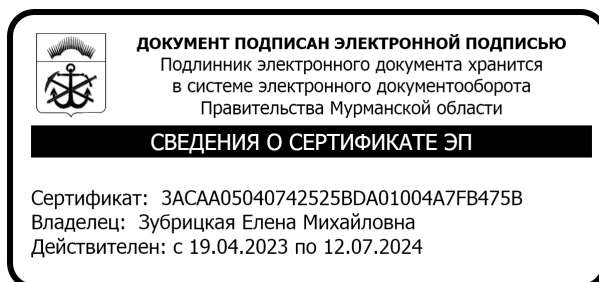 ДОКУМЕНТ ПОДПИСАН ЭЛЕКТРОННОЙ ПОДПИСЬЮ
Подлинник электронного документа хранится
в системе электронного документооборота
Правительства Мурманской области
СВЕДЕНИЯ О СЕРТИФИКАТЕ ЭП
Сертификат: 3ACAA05040742525BDA01004A7FB475B
Владелец: Зубрицкая Елена Михайловна
Действителен: с 19.04.2023 по 12.07.2024